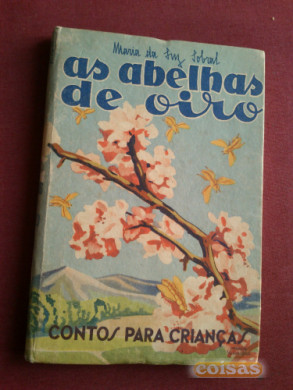 Maria da Luz Sobral
as abelhas
de oiro
CONTOS PARA CRIANÇAS
coisas